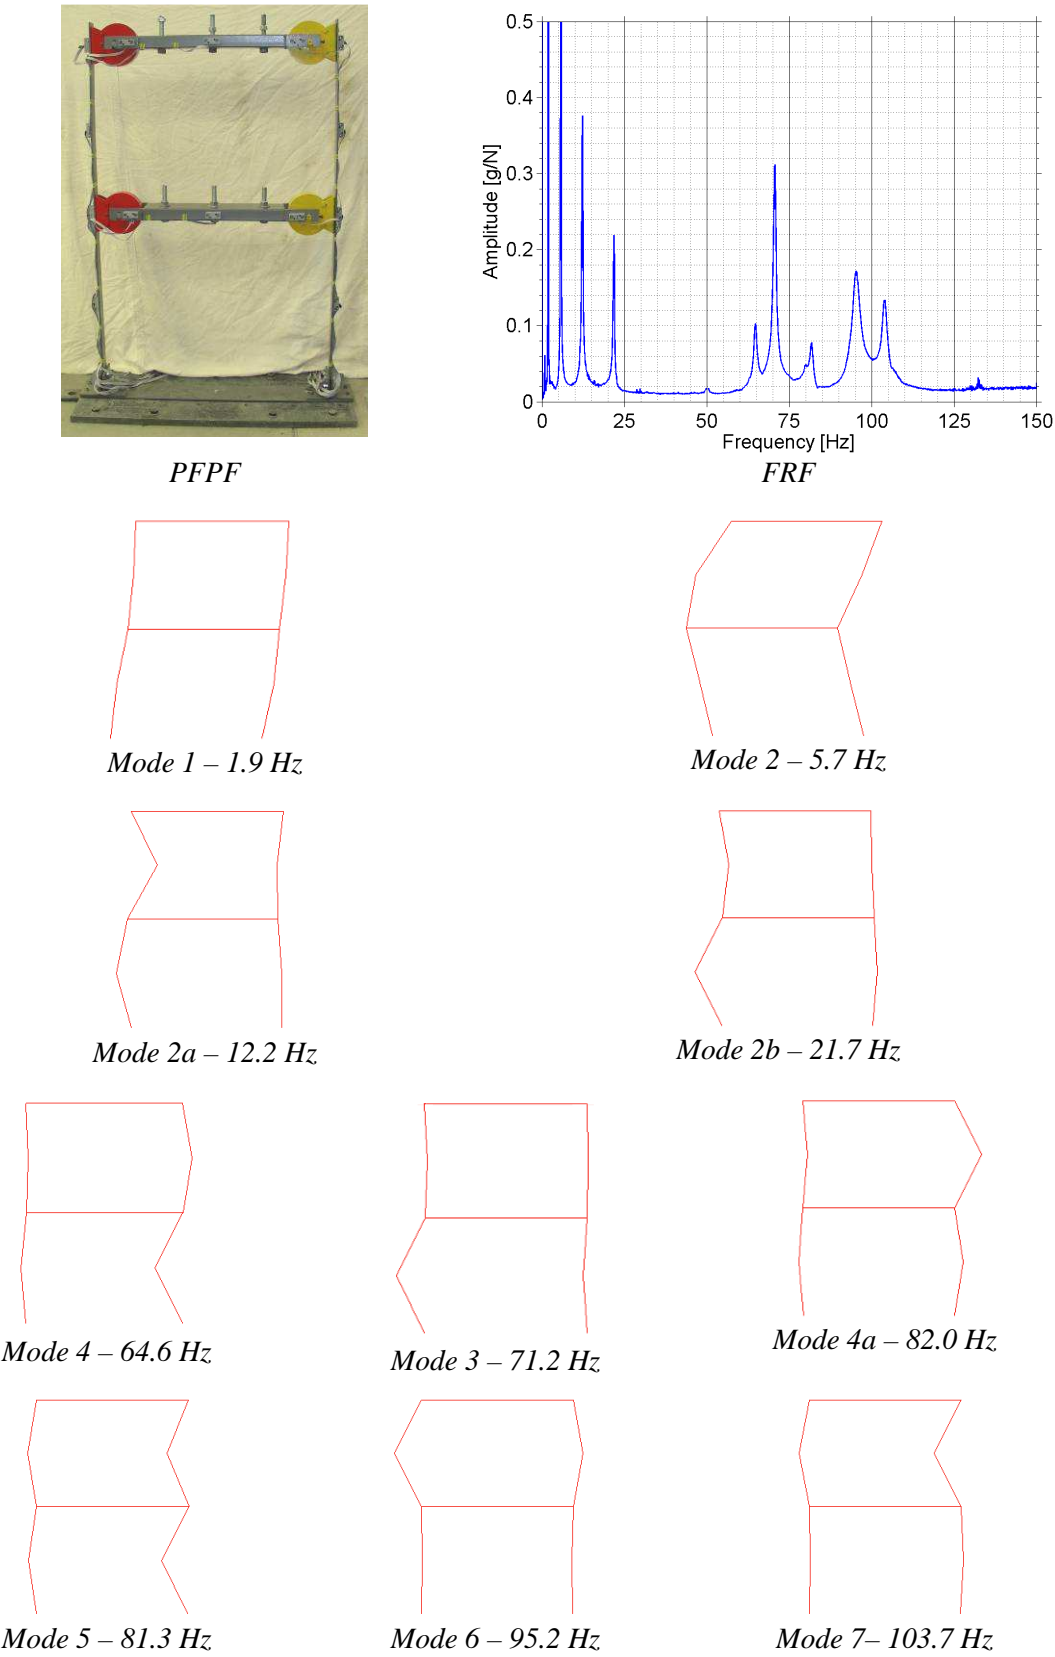 0.5
0.4
0.3
0.2
0.1
0
Amplitude [g/N]
0 25 50 75 100 125 150
Frequency [Hz]
PFPF FRF
Mode 1 – 1.9 Hz Mode 2 – 5.7 Hz
Mode 2a – 12.2 Hz Mode 2b – 21.7 Hz
Mode 4 – 64.6 Hz Mode 3 – 71.2 Hz Mode 4a – 82.0 Hz
Mode 5 – 81.3 Hz Mode 6 – 95.2 Hz Mode 7– 103.7 Hz